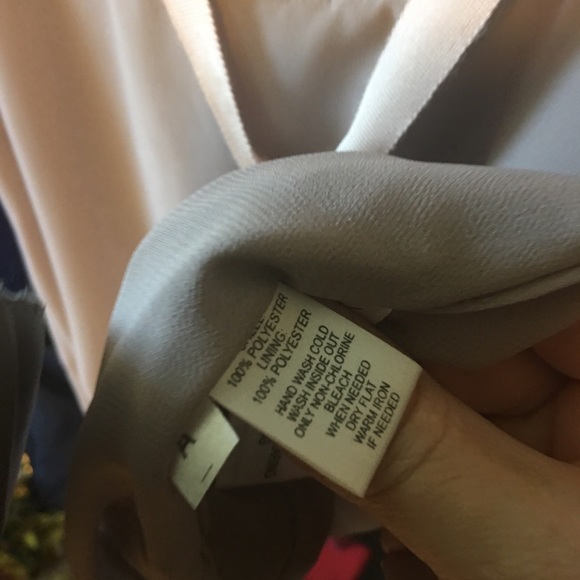 100% POLYESTER
LINING:
100% POLYESTER
HAND WASH COLD
WASH INSIDE OUT
ONLY NON-CHLORINE
BLEACH
WHEN NEEDED
DRY FLAT
WARM IRON
IF NEEDED
A